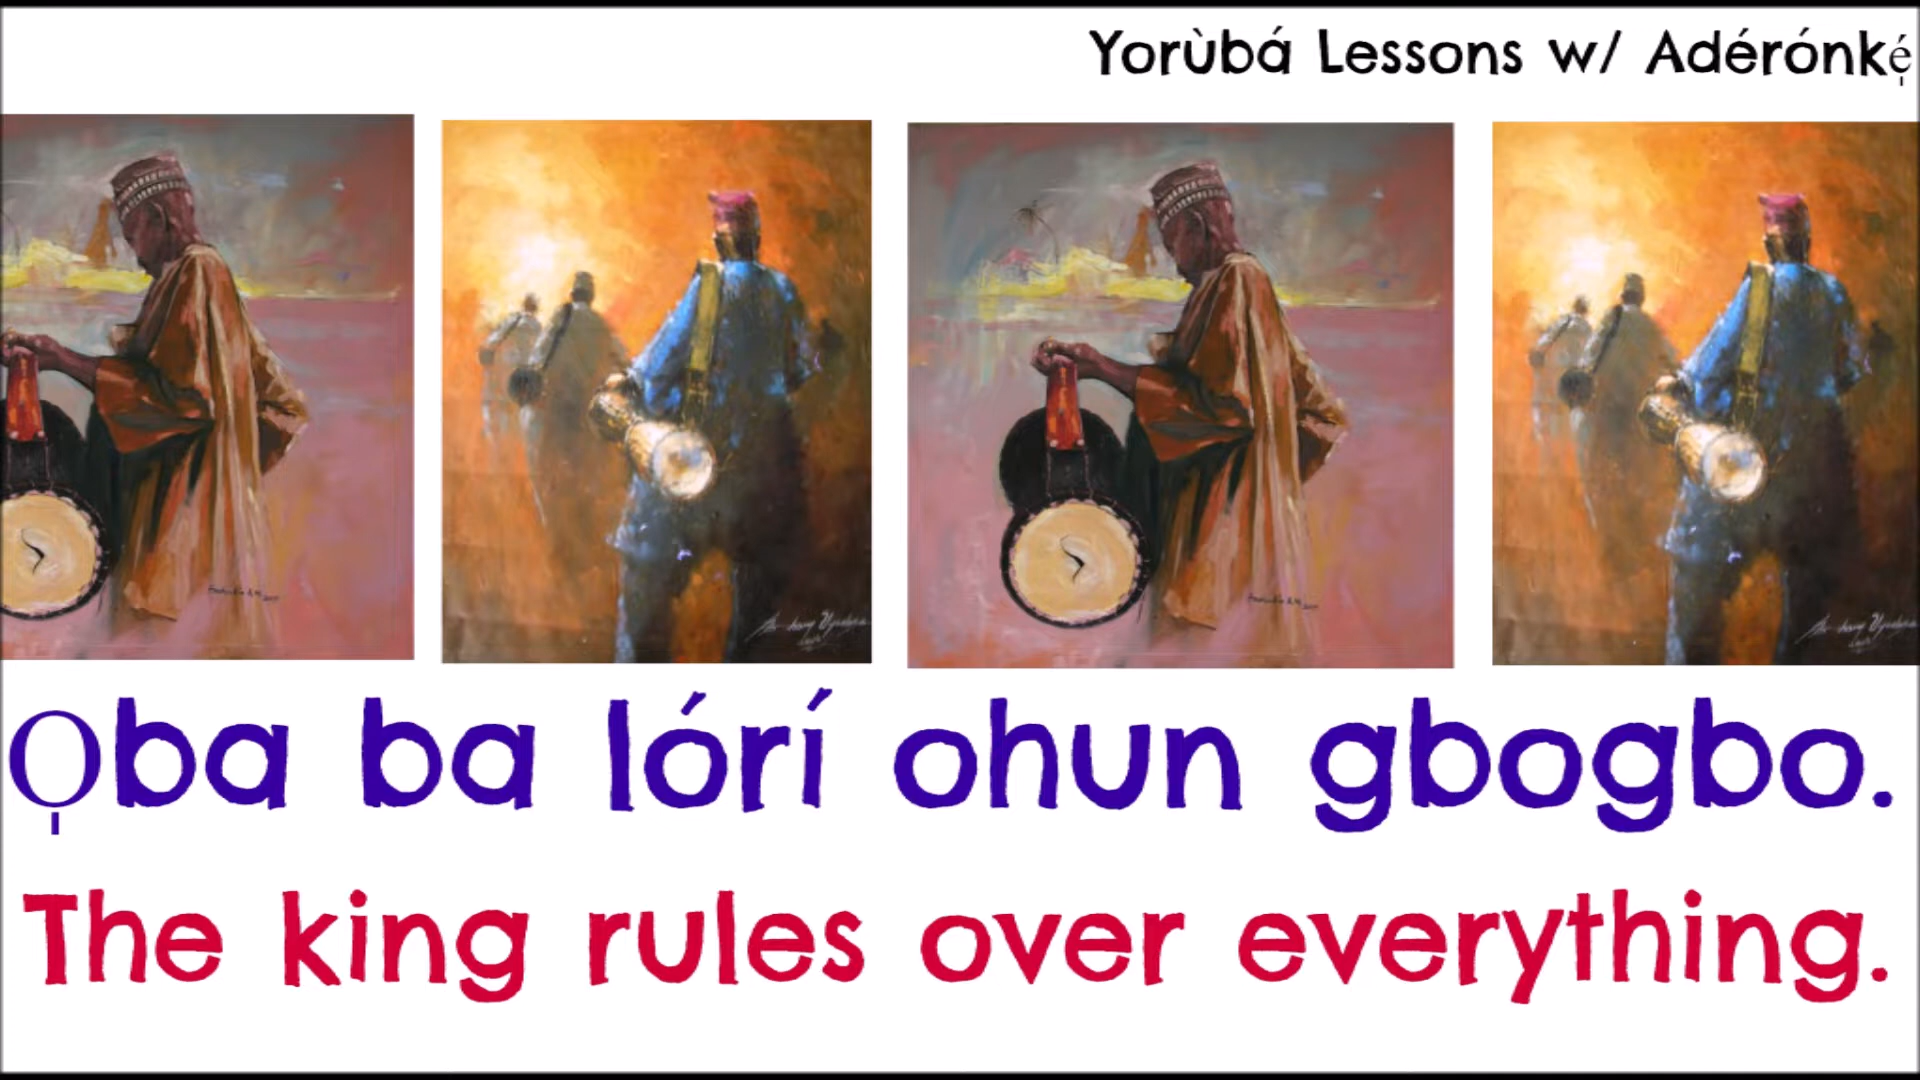 Yorùbá Lessons w/ Adérónkẹ́
Ọba ba lórí ohun gbogbo.
The king rules over everything.